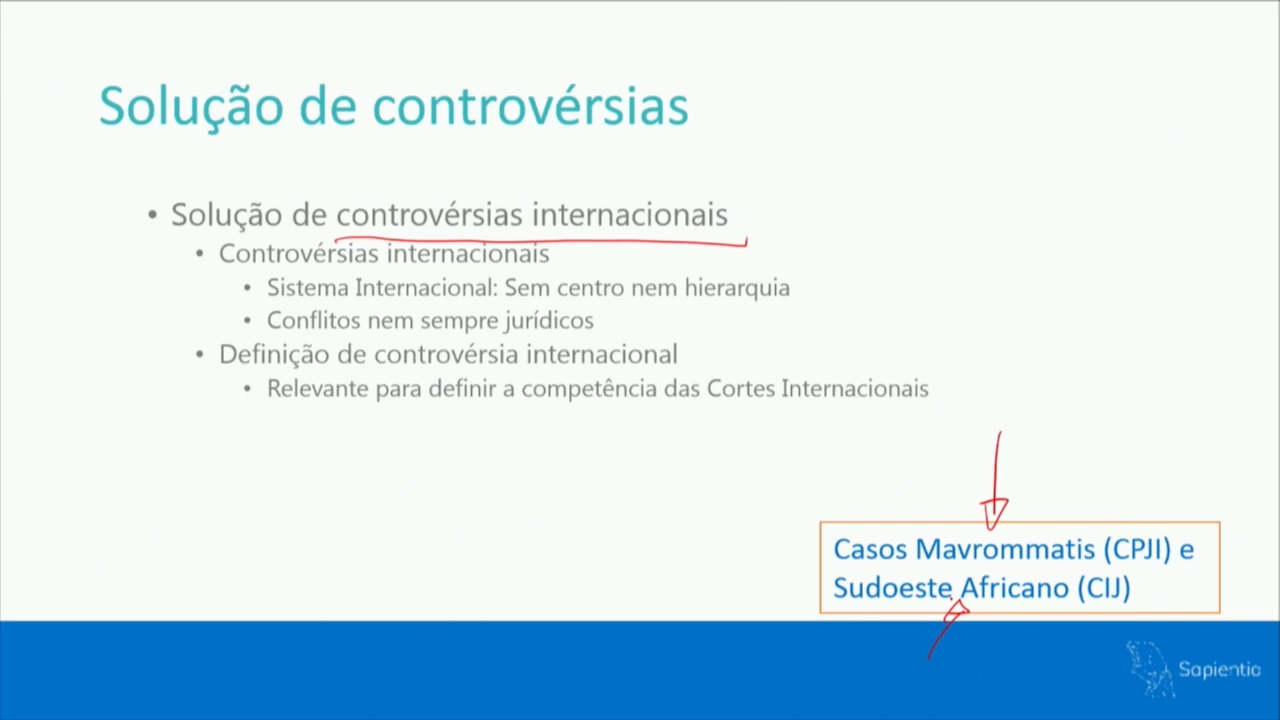 Solução de controvérsias
• Solução de controvérsias internacionais
• Controvérsias internacionais
• Sistema Internacional: Sem centro nem hierarquia
• Conflitos nem sempre jurídicos
• Definição de controvérsia internacional
• Relevante para definir a competência das Cortes Internacionais
Casos Mavrommatis (CPJI) e
Sudoeste Africano (CIJ)
Sapientia